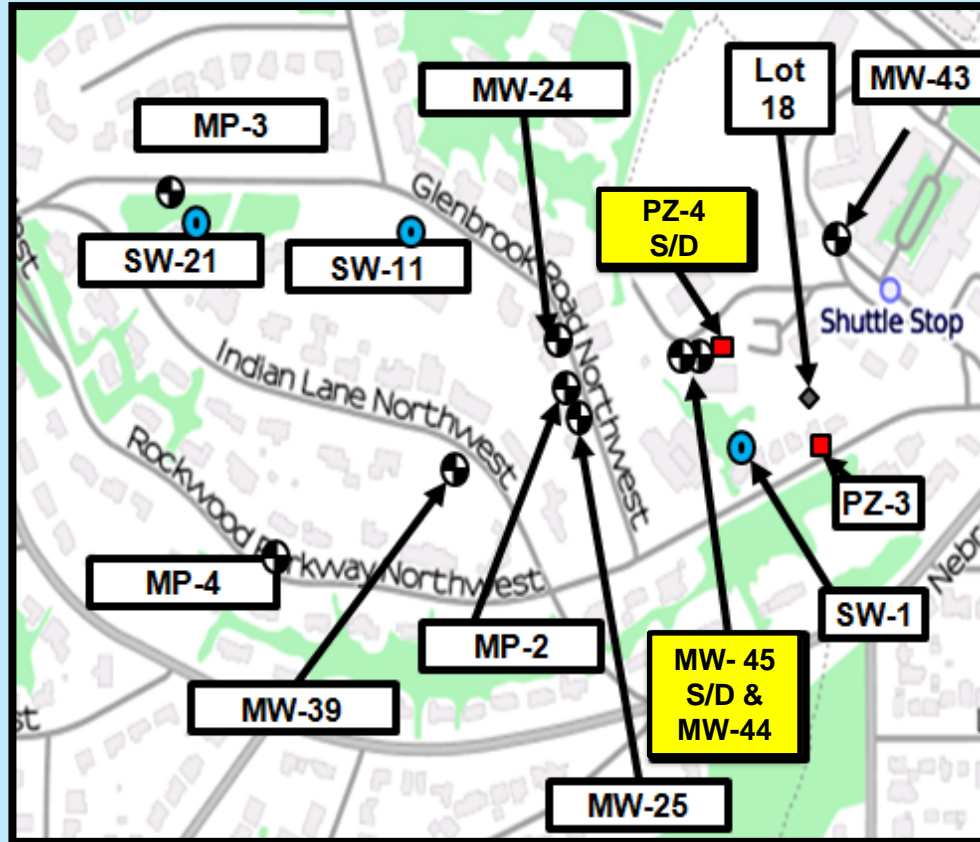 MW-24
Lot
18
MW-43
MP-3
Glenbrook Road Northwest
PZ-4
S/D
SW-21
SW-11
Shuttle Stop
Indian Lane Northwest
Rockwood Parkway Northwest
PZ-3
MP-4
SW-1
MP-2
MW- 45
S/D &
MW-44
MW-39
MW-25